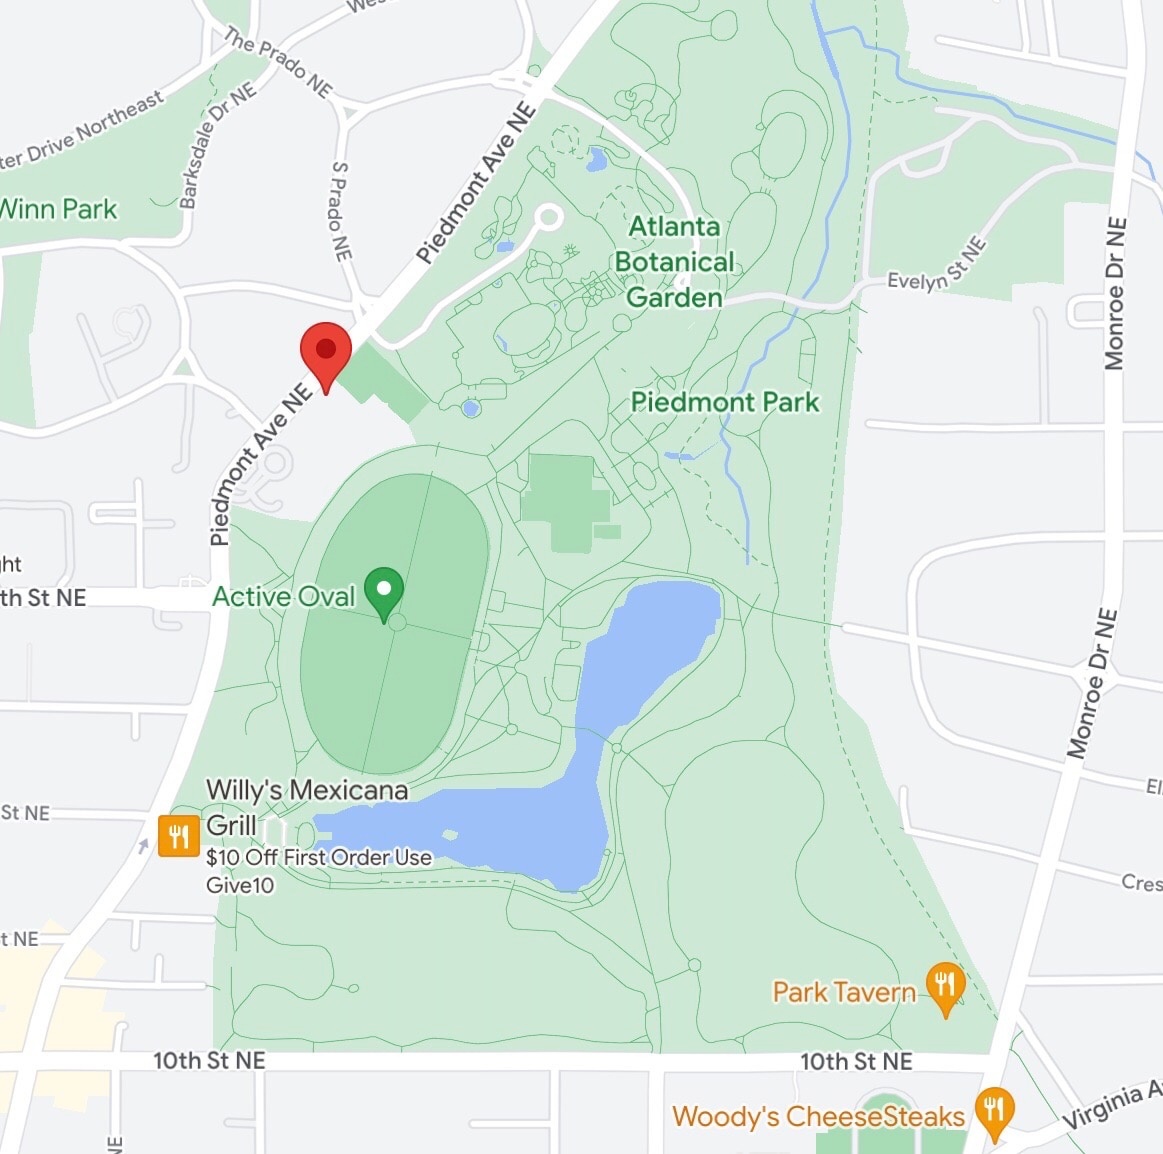 Wes
The Prado NE
ter Drive Northeast
Barksdale Dr NE
S Prado NE
Piedmont Ave NE
Winn Park
Atlanta
Botanical
Garden
Evelyn St NE
Monroe Dr NE
Piedmont Park
Piedmont Ave NE
ht
th St NE
Active Oval
Monroe Dr NE
Willy's Mexicana
Grill
$10 Off First Order Use
Give10
St NE
El
Cres
t NE
Park Tavern
10th St NE
10th St NE
Woody's CheeseSteaks
Virginia A
NE